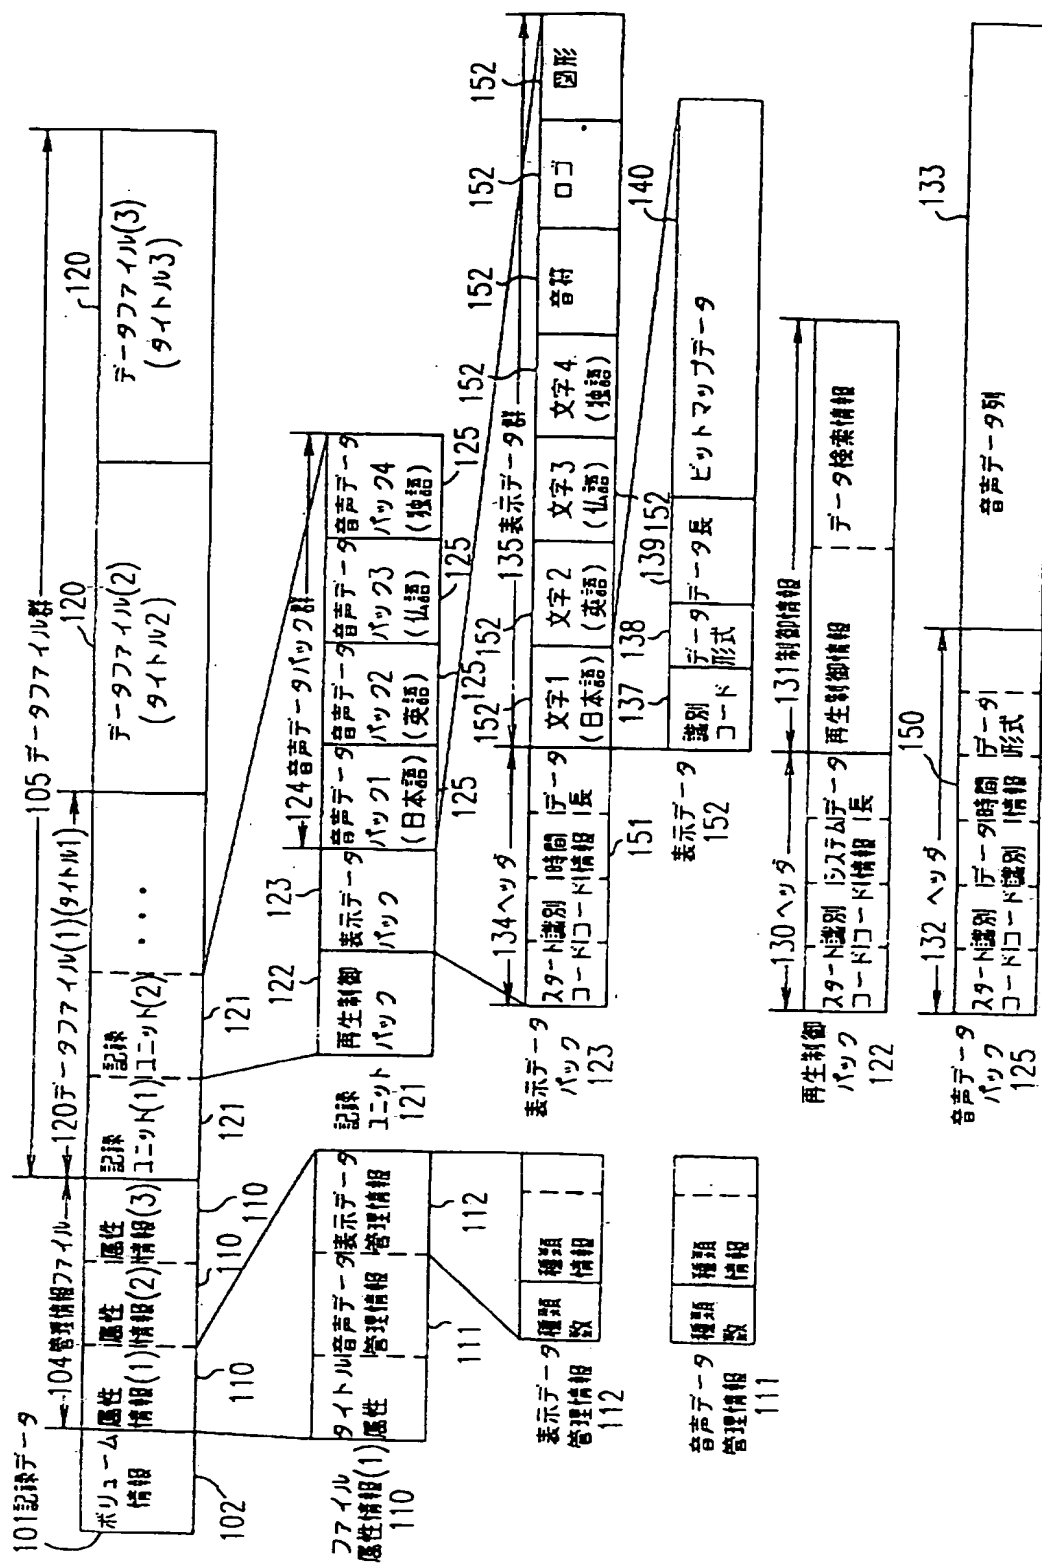 101記録データ
104管理情報ファイル
105データファイル群
120データファイル(1)(タイトル1)
120
120
ボリューム
情報
属性
情報(1)
属性
情報(2)
属性
情報(3)
記録
ユニット(1)
記録
ユニット(2)
・・・
データファイル(2)
(タイトル2)
データファイル(3)
(タイトル3)
102
110
110
110
121
121
ファイル
属性情報(1)
110
タイトル
属性
音声データ
管理情報
表示データ
管理情報
111
112
記録
ユニット
121
122
123
124音声データパック群
再生制御
パック
表示データ
パック
音声データ
パック1
(日本語)
音声データ
パック2
(英語)
音声データ
パック3
(仏語)
音声データ
パック4
(独語)
125
125
125
125
表示データ
管理情報
112
種類
数
種類
情報
表示データ
パック
123
134ヘッダ
135表示データ群
スタート
コード
識別
コード
時間
情報
データ
長
文字1
(日本語)
文字2
(英語)
文字3
(仏語)
文字4
(独語)
音符
ロゴ
図形
152
152
152
152
152
152
152
151
表示データ
152
137
138
139
140
識別
コード
データ
形式
データ長
ビットマップデータ
音声データ
管理情報
111
種類
数
種類
情報
再生制御
パック
122
130ヘッダ
131制御情報
スタート
コード
識別
コード
システム
情報
データ
長
再生制御情報
データ検索情報
音声データ
パック
125
132ヘッダ
150
133
スタート
コード
識別
コード
データ
識別
時間
情報
データ
形式
音声データ列